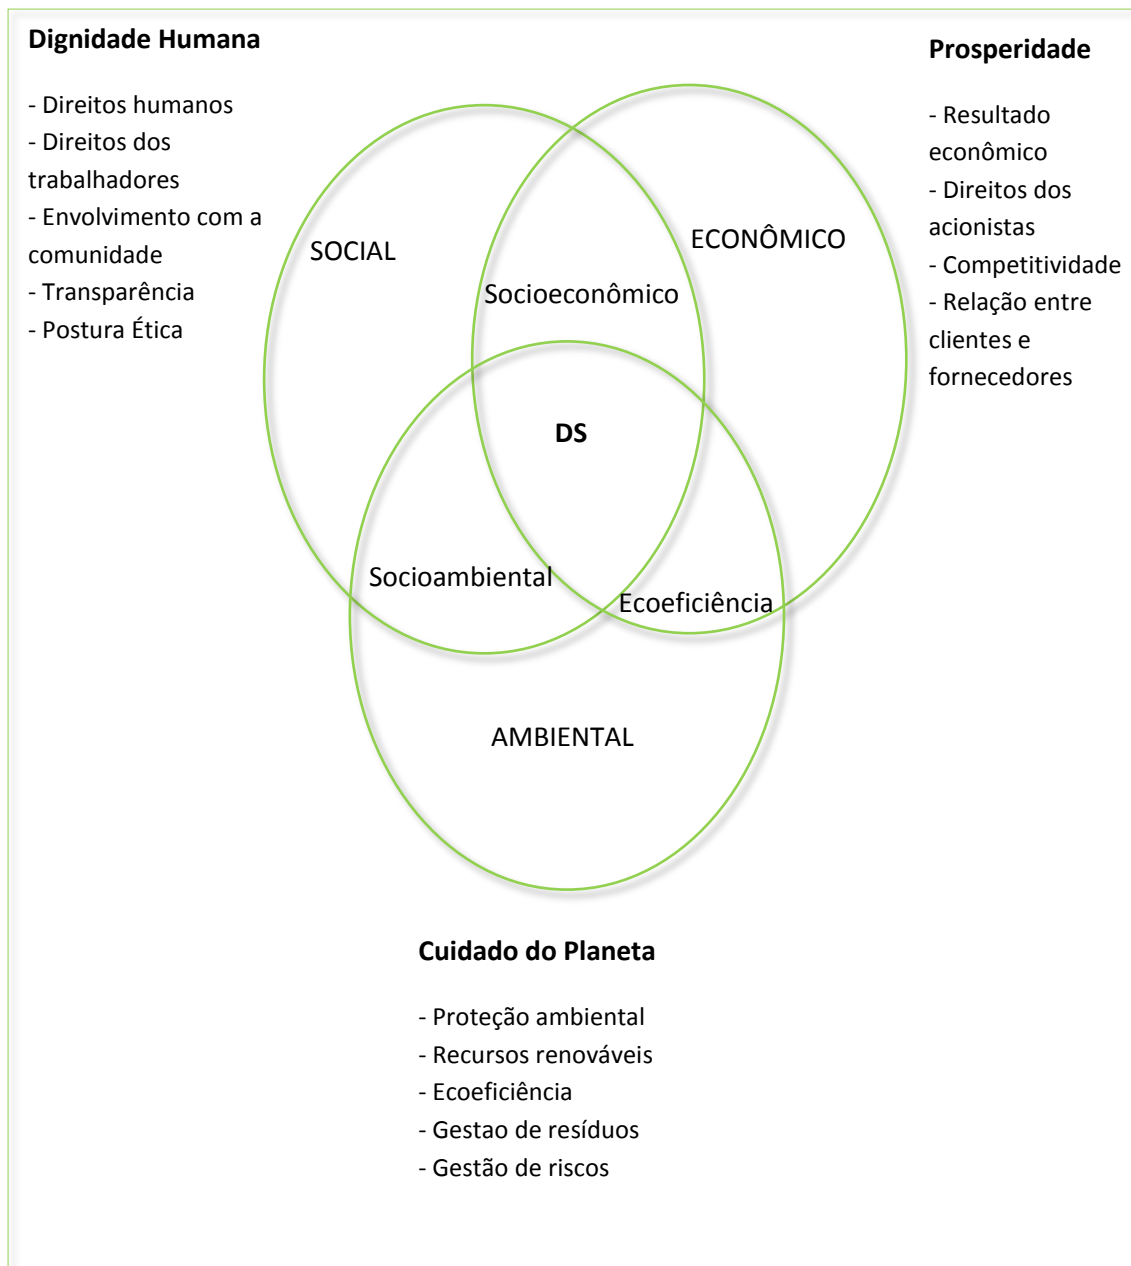 Dignidade Humana
- Direitos humanos
- Direitos dos
trabalhadores
- Envolvimento com a
comunidade
- Transparência
- Postura Ética
Prosperidade
- Resultado
econômico
- Direitos dos
acionistas
- Competitividade
- Relação entre
clientes e
fornecedores
SOCIAL
ECONÔMICO
Socioeconômico
DS
Socioambiental
Ecoeficiência
AMBIENTAL
Cuidado do Planeta
- Proteção ambiental
- Recursos renováveis
- Ecoeficiência
- Gestao de resíduos
- Gestão de riscos